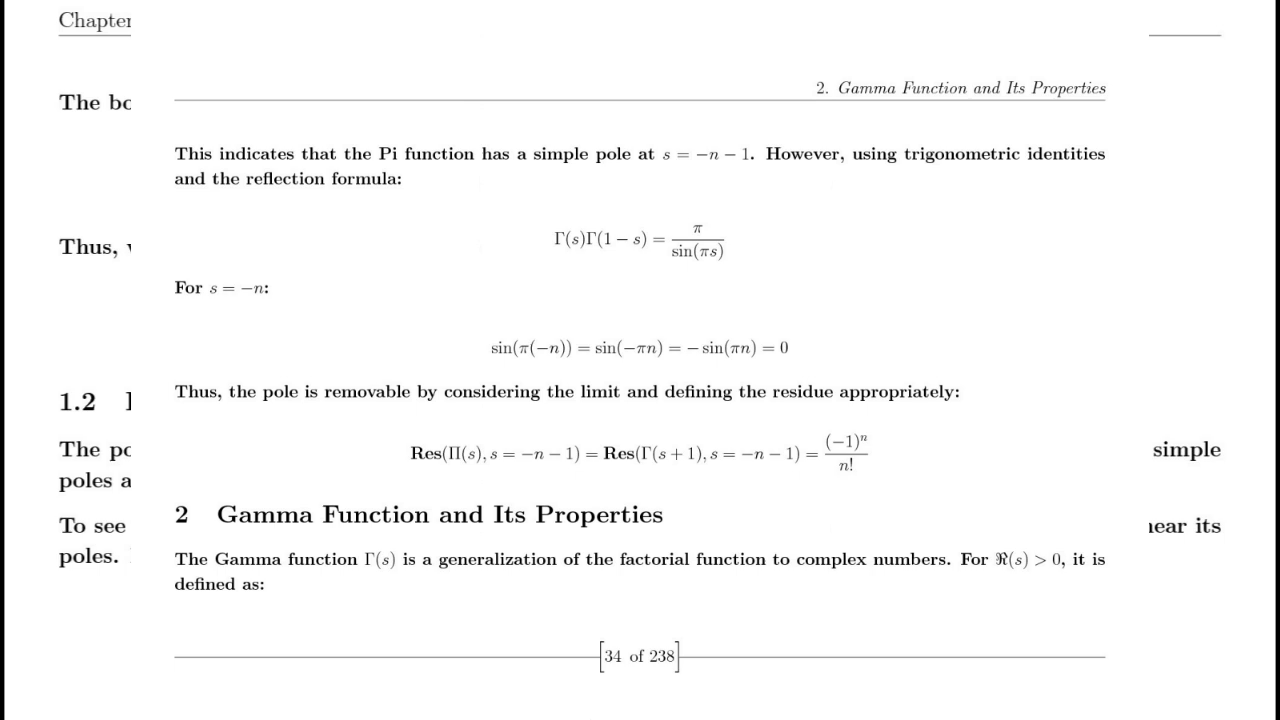 Chapter
2. Gamma Function and Its Properties
The
This indicates that the Pi function has a simple pole at s = −n − 1. However, using trigonometric identities
and the reflection formula:
Γ(s)Γ(1 − s) = π / sin(πs)
Thus,
For s = −n:
sin(π(−n)) = sin(−πn) = − sin(πn) = 0
Thus, the pole is removable by considering the limit and defining the residue appropriately:
1.2
The simple
Res(Π(s), s = −n − 1) = Res(Γ(s + 1), s = −n − 1) = (−1)ⁿ / n!
poles
2 Gamma Function and Its Properties
To see its
poles.
The Gamma function Γ(s) is a generalization of the factorial function to complex numbers. For ℜ(s) > 0, it is
defined as:
[34 of 238]